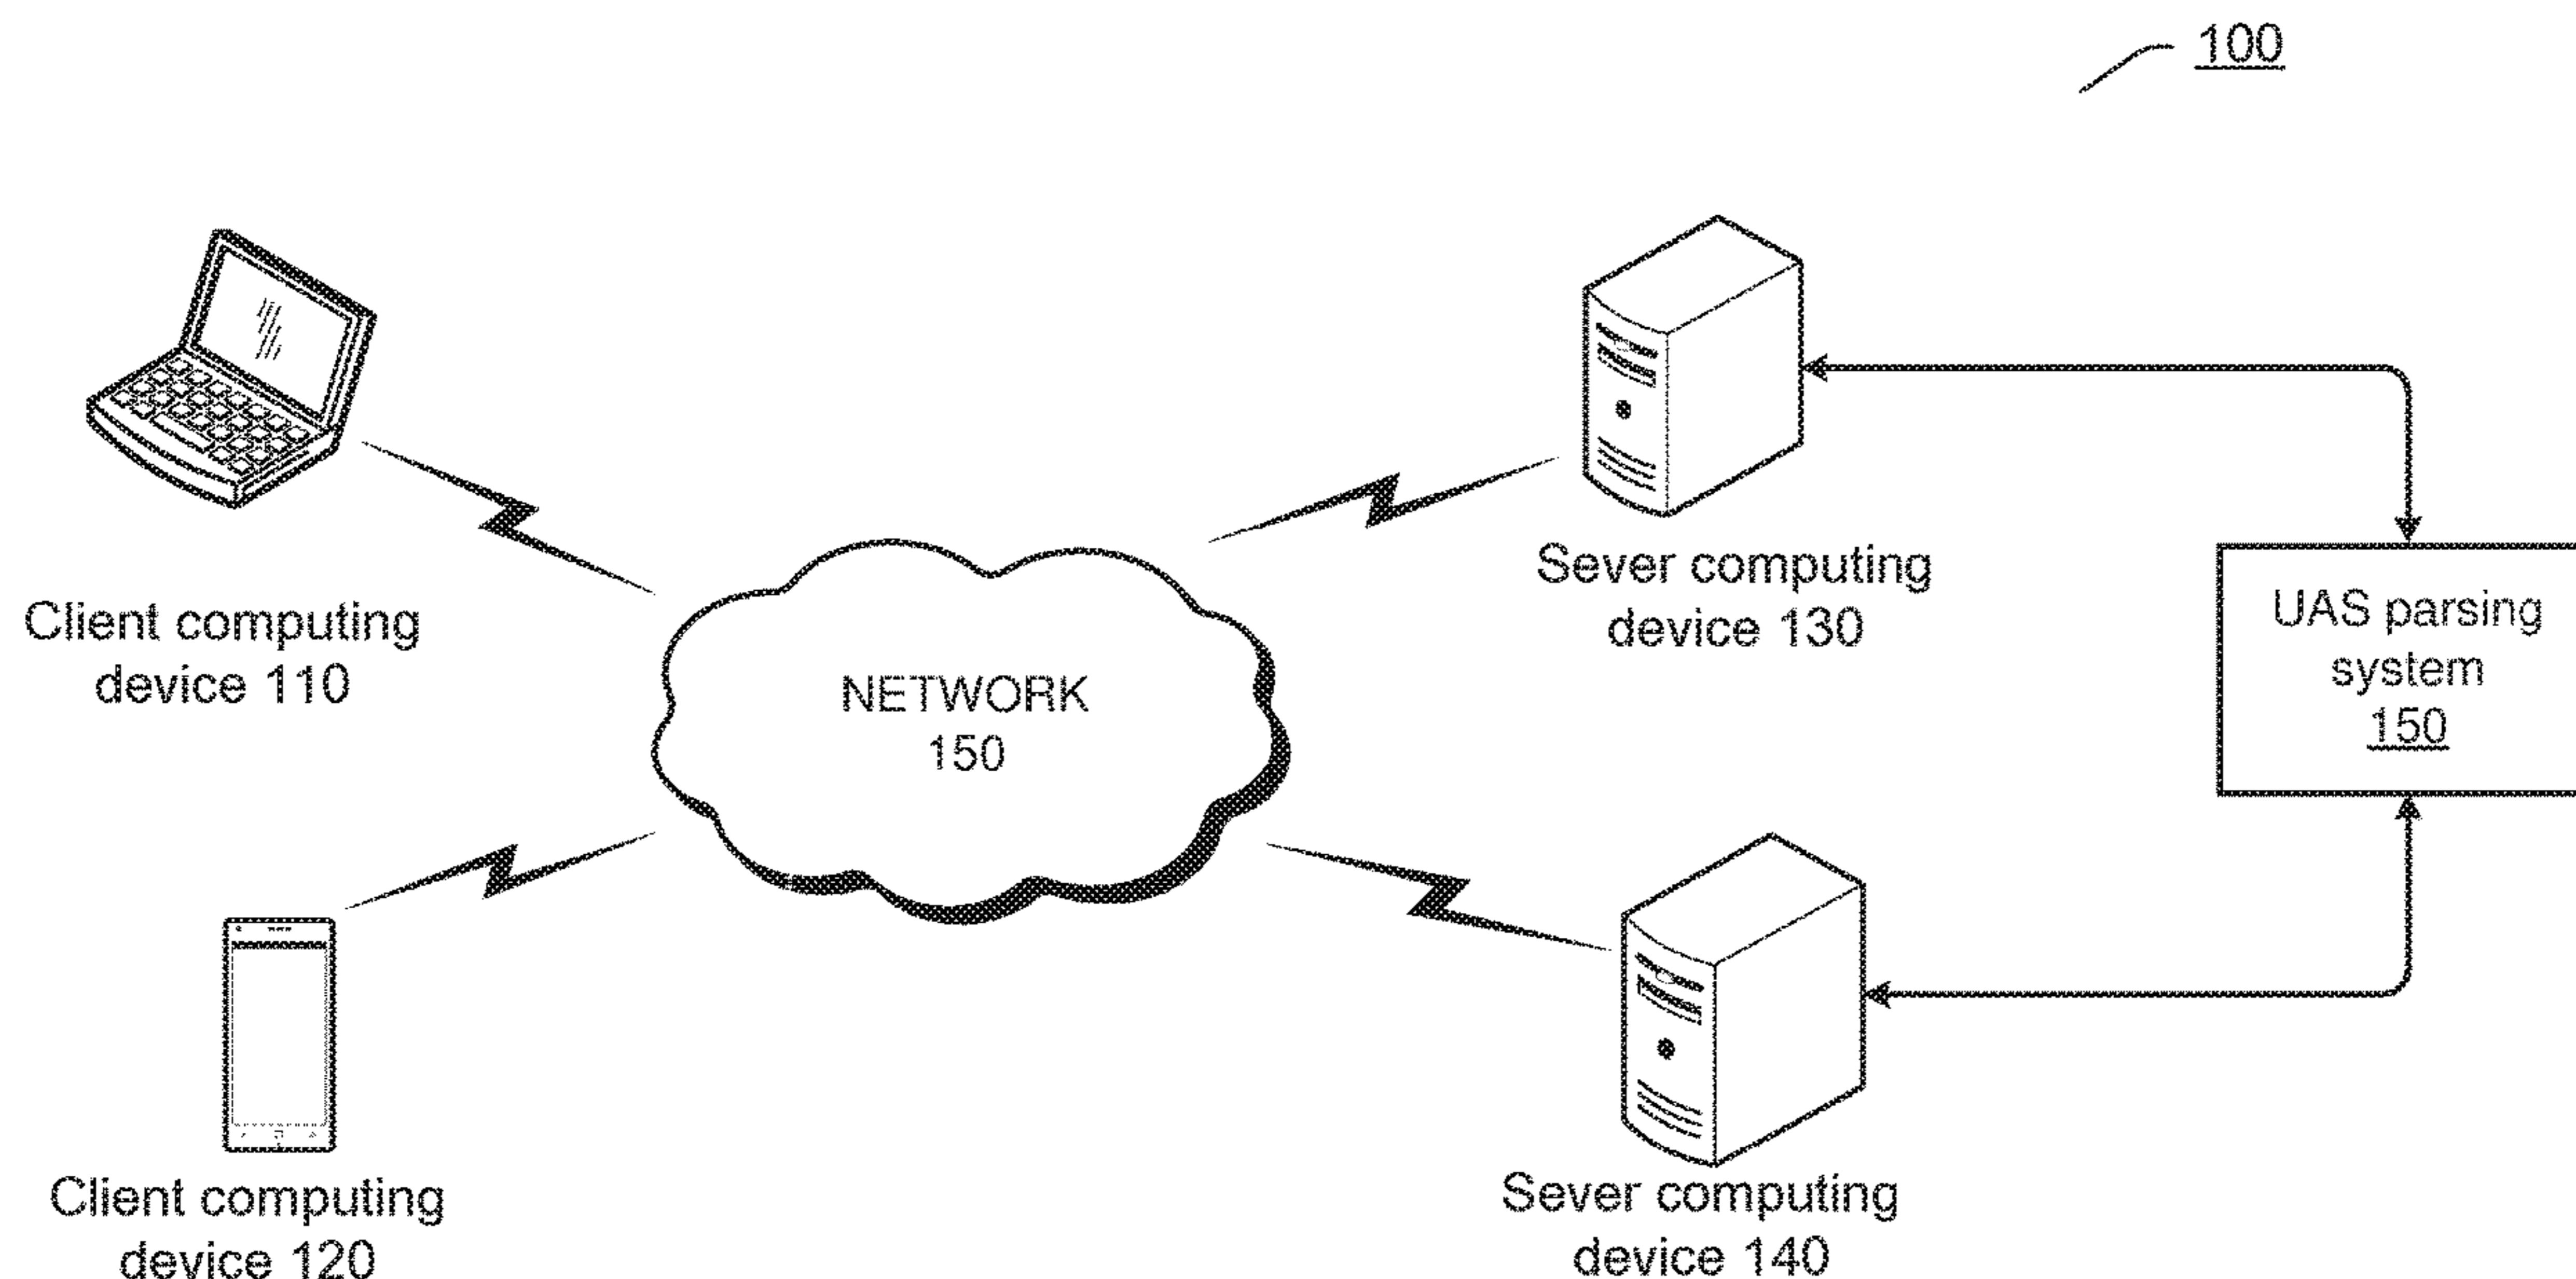 100
Sever computing
device 130
Client computing
device 110
UAS parsing
system
150
NETWORK
150
Client computing
device 120
Sever computing
device 140